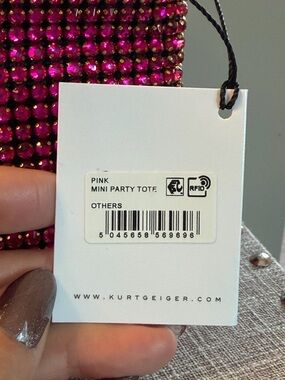 PINK
MINI PARTY TOTE
RFID
OTHERS
5 045658 569696
WWW.KURTGEIGER.COM